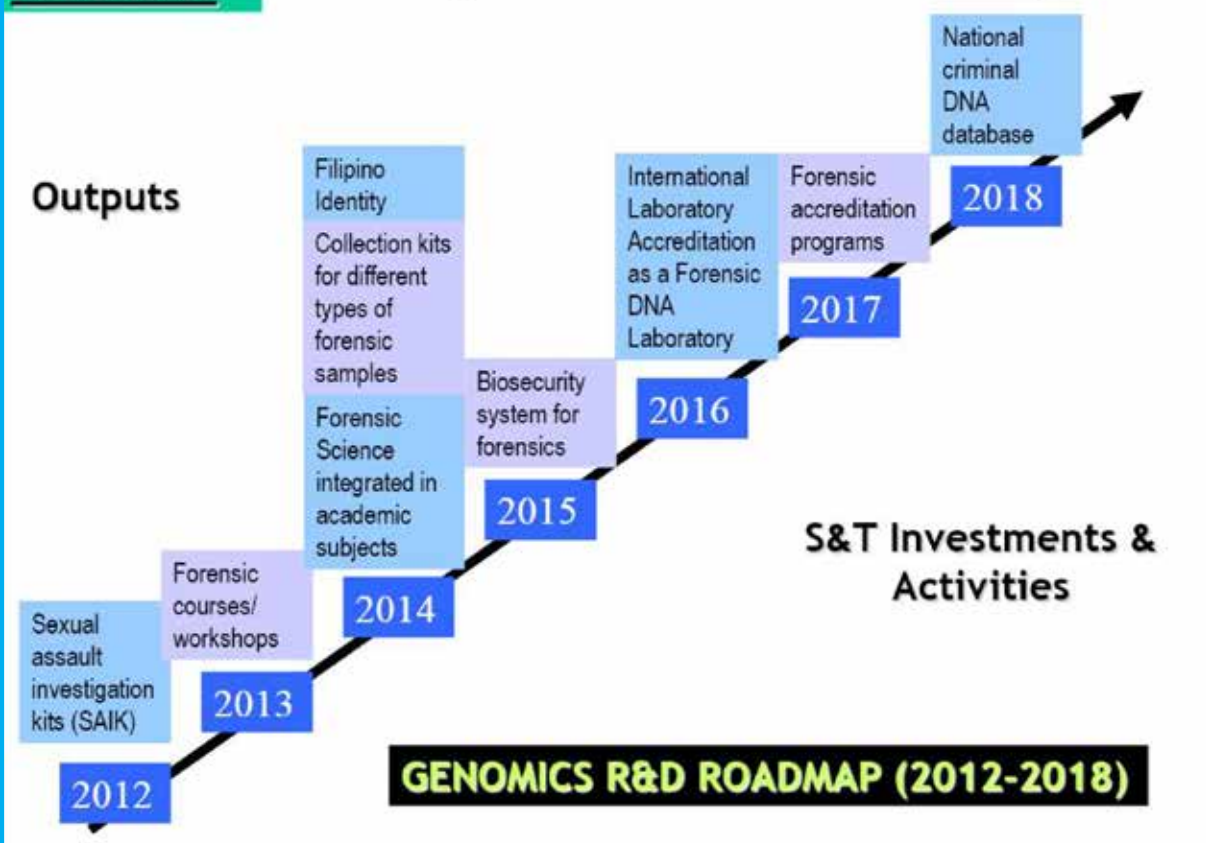 Outputs
Sexual
assault
investigation
kits (SAIK)
2012
Forensic
courses/
workshops
2013
Filipino
Identity
Collection kits
for different
types of
forensic
samples
Forensic
Science
integrated in
academic
subjects
2014
Biosecurity
system for
forensics
2015
International
Laboratory
Accreditation
as a Forensic
DNA
Laboratory
2016
Forensic
accreditation
programs
2017
National
criminal
DNA
database
2018
S&T Investments &
Activities
GENOMICS R&D ROADMAP (2012-2018)